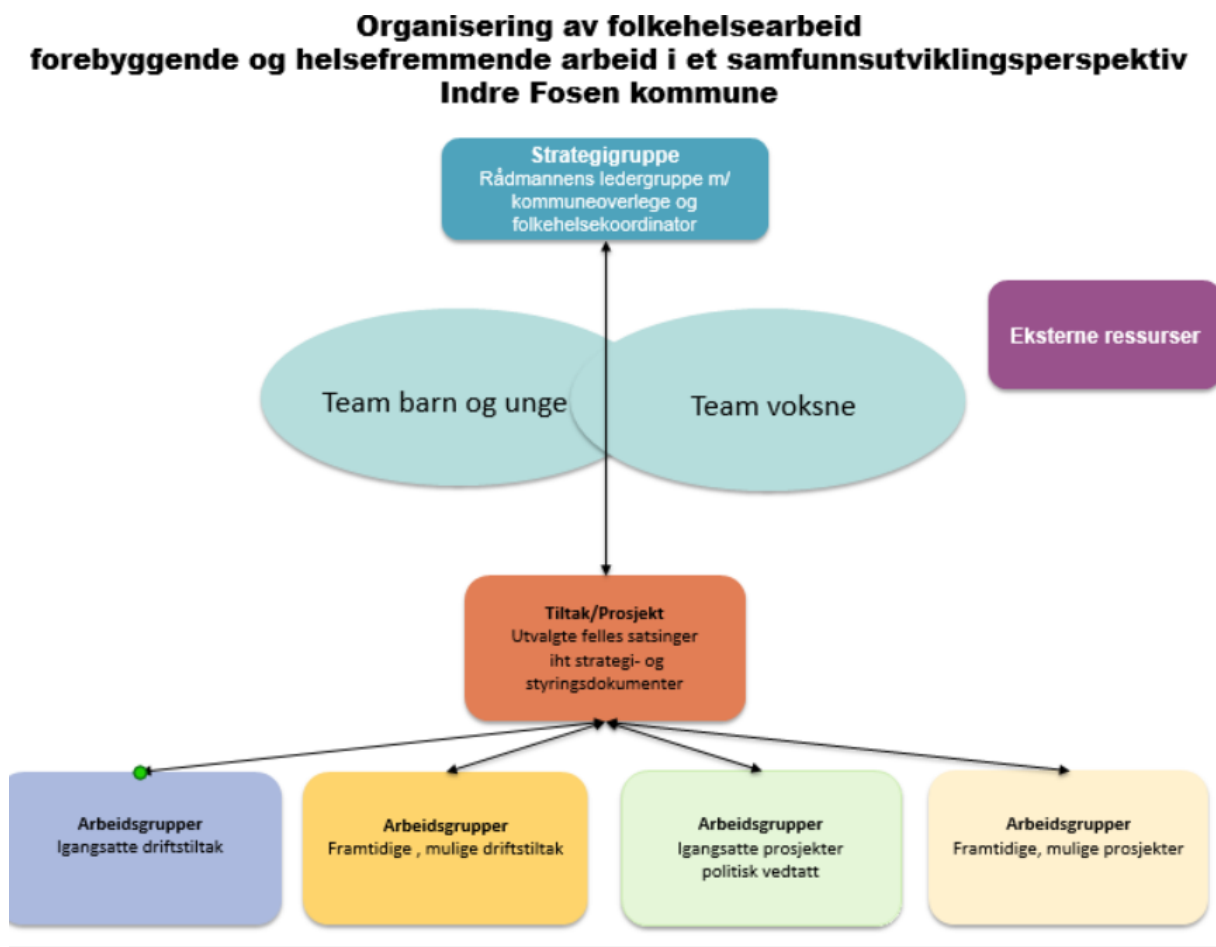 Organisering av folkehelsearbeid
forebyggende og helsefremmende arbeid i et samfunnsutviklingsperspektiv
Indre Fosen kommune
Strategigruppe
Rådmannens ledergruppe m/
kommuneoverlege og
folkehelsekoordinator
Eksterne ressurser
Team barn og unge
Team voksne
Tiltak/Prosjekt
Utvalgte felles satsinger
iht strategi- og
styringsdokumenter
Arbeidsgrupper
Igangsatte driftstiltak
Arbeidsgrupper
Framtidige , mulige driftstiltak
Arbeidsgrupper
Igangsatte prosjekter
politisk vedtatt
Arbeidsgrupper
Framtidige, mulige prosjekter